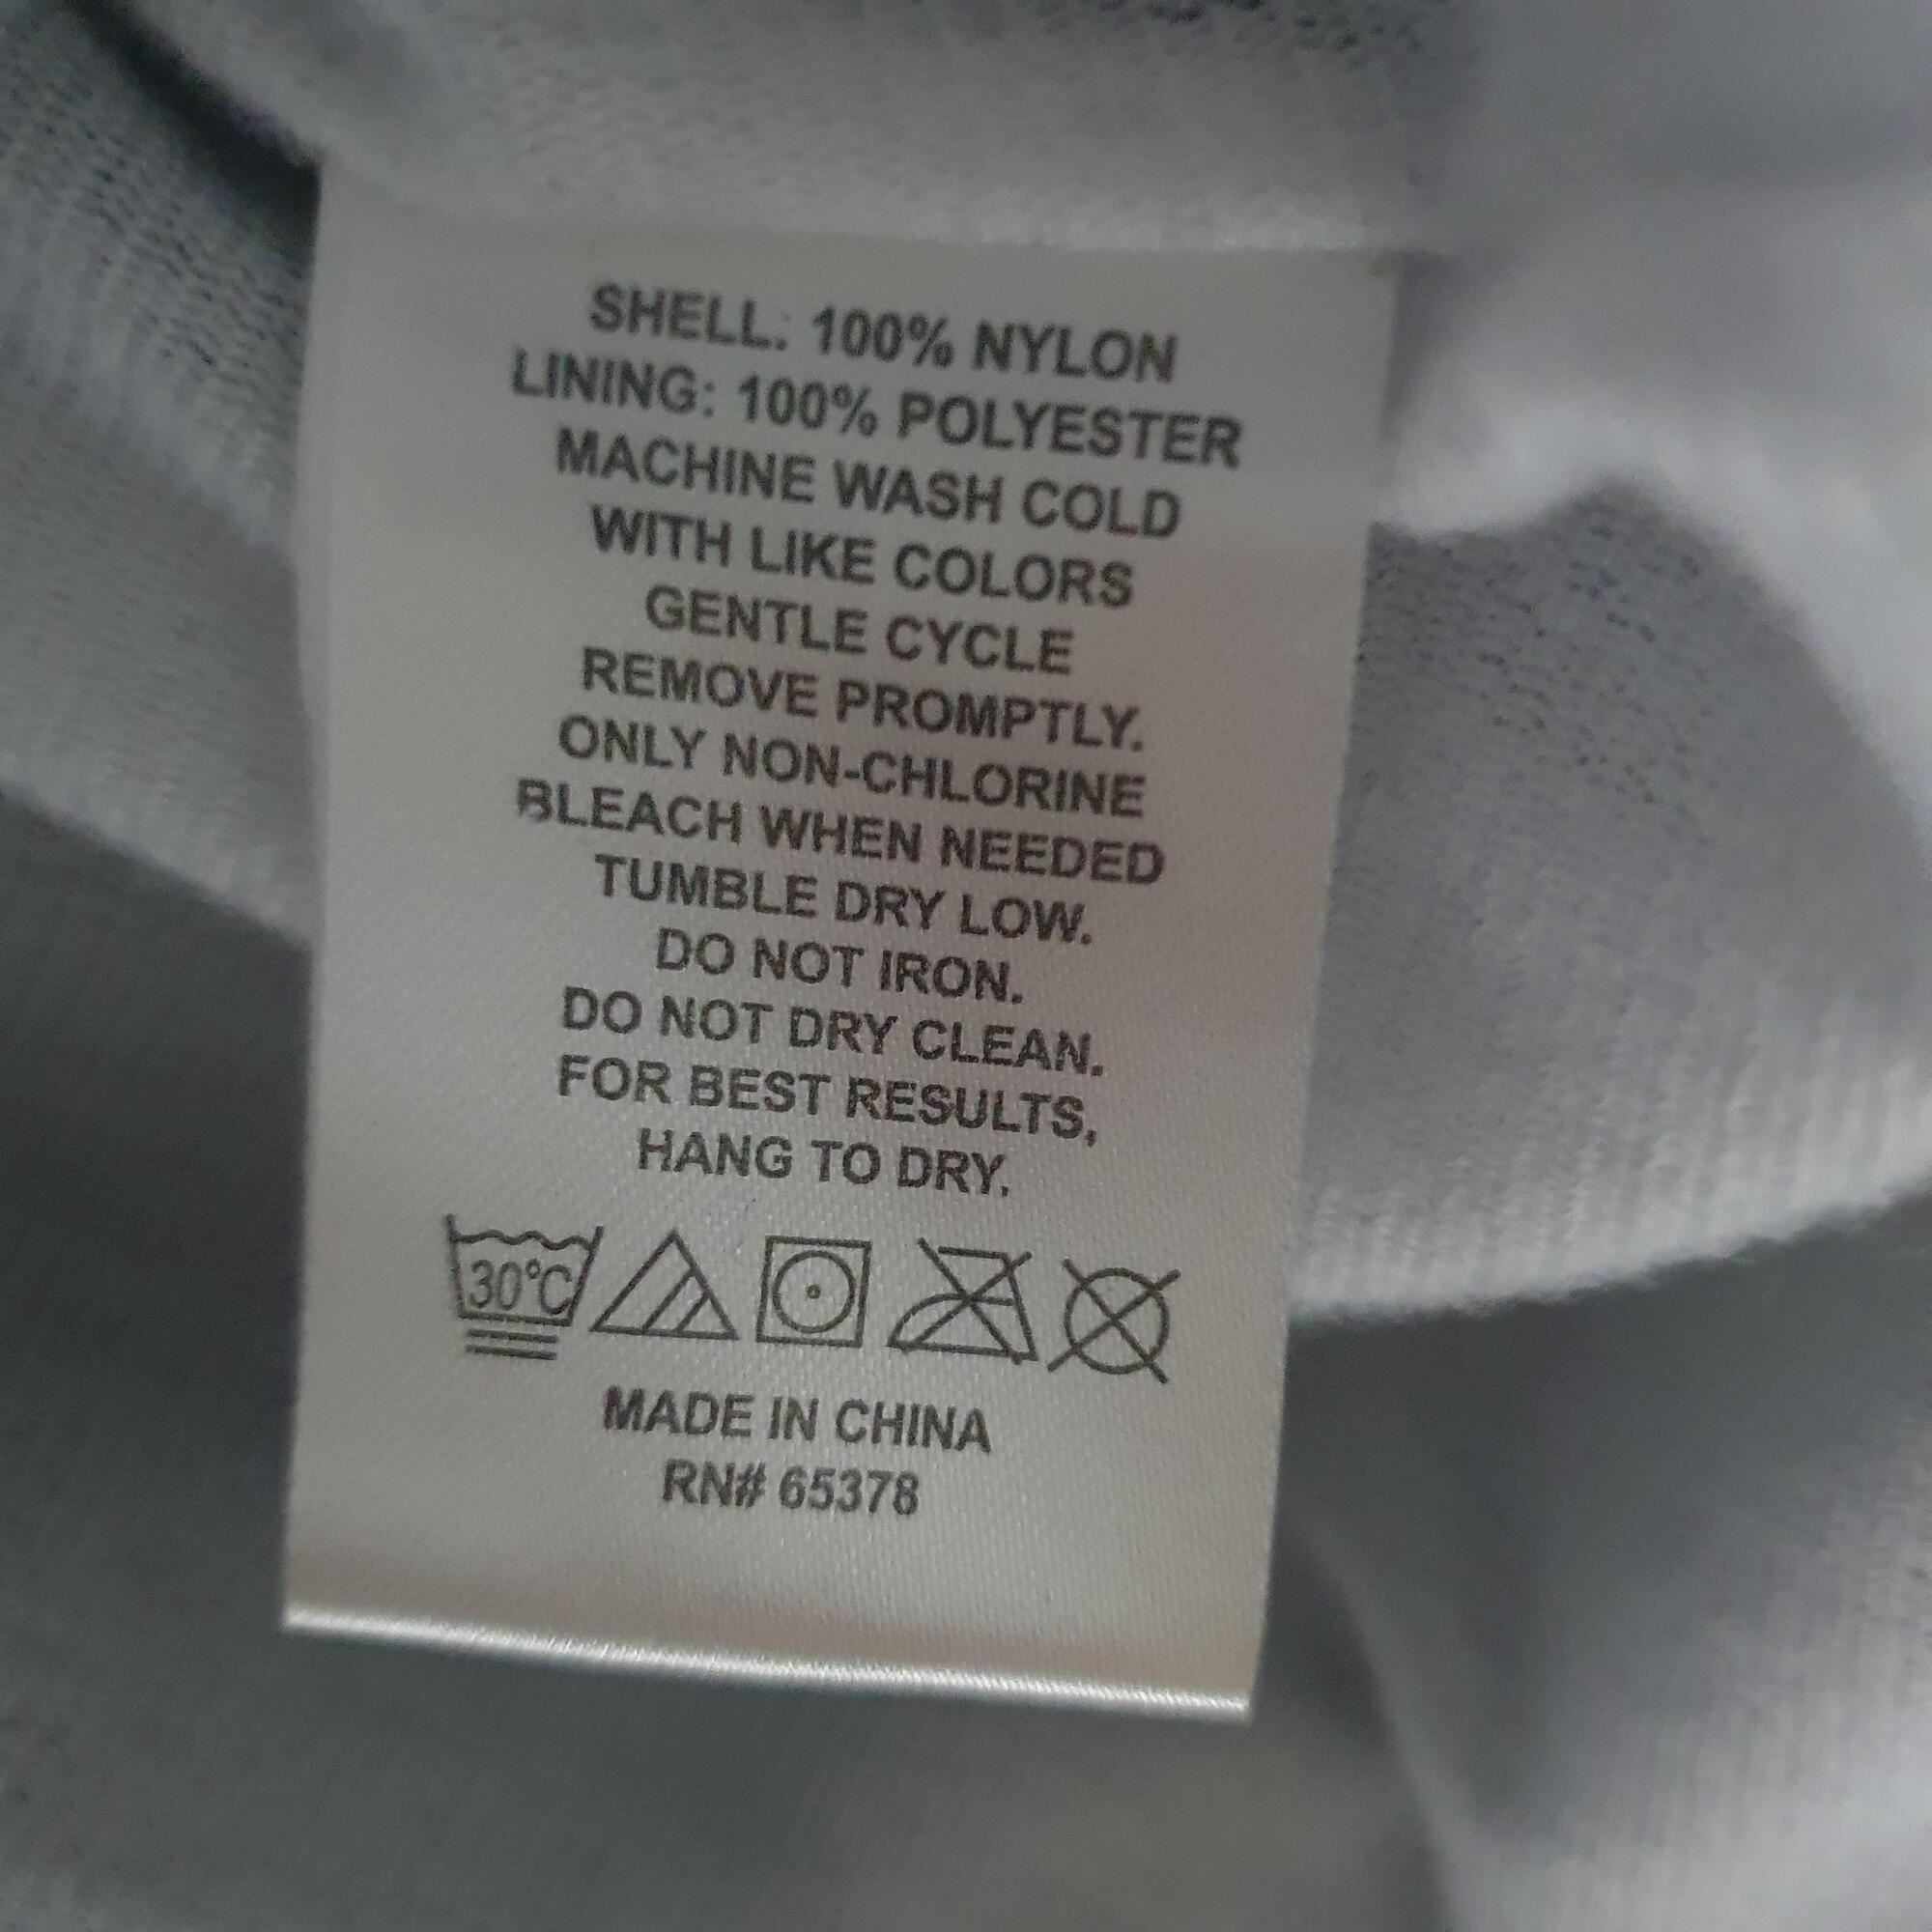 SHELL: 100% NYLON
LINING: 100% POLYESTER
MACHINE WASH COLD
WITH LIKE COLORS
GENTLE CYCLE
REMOVE PROMPTLY.
ONLY NON-CHLORINE
BLEACH WHEN NEEDED
TUMBLE DRY LOW.
DO NOT IRON.
DO NOT DRY CLEAN.
FOR BEST RESULTS,
HANG TO DRY.
30°C
MADE IN CHINA
RN# 65378